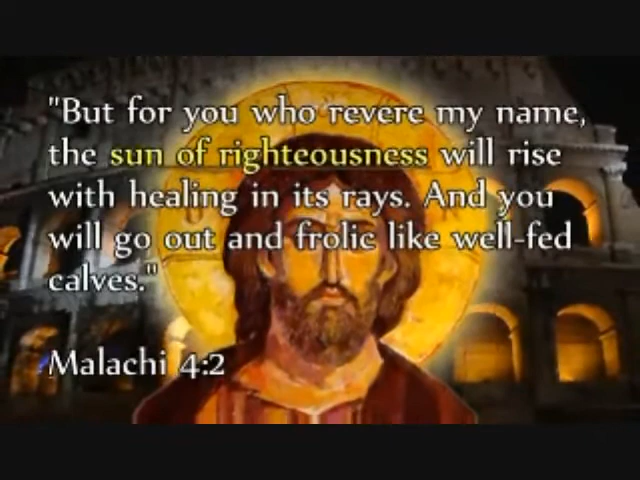 "But for you who revere my name,
the sun of righteousness will rise
with healing in its rays. And you
will go out and frolic like well-fed
calves."
Malachi 4:2